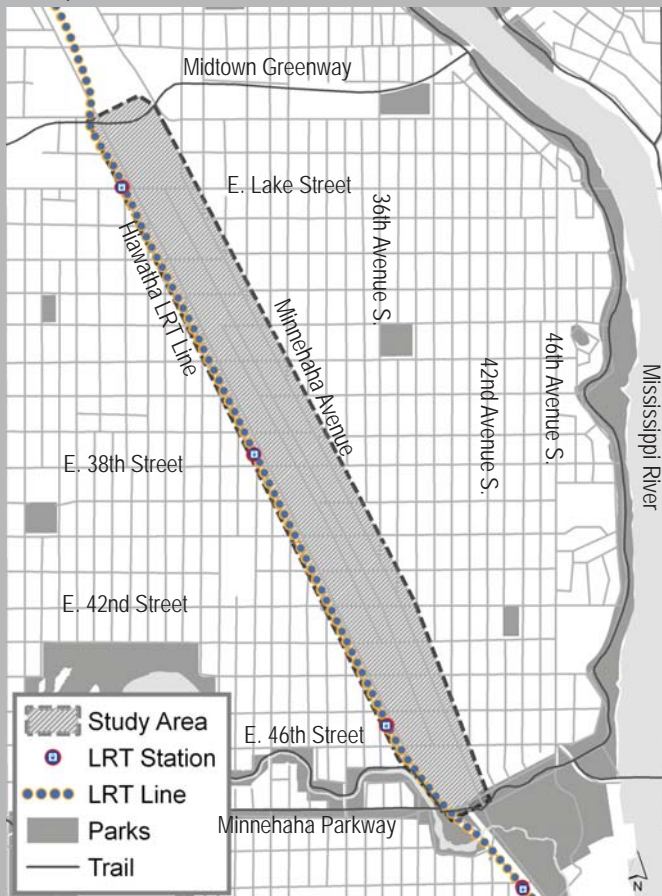 Midtown Greenway
E. Lake Street
36th Avenue S.
Hiawatha LRT Line
Minnehaha Avenue
46th Avenue S.
42nd Avenue S.
Mississippi River
E. 38th Street
E. 42nd Street
E. 46th Street
Minnehaha Parkway
Study Area
LRT Station
LRT Line
Parks
Trail
N